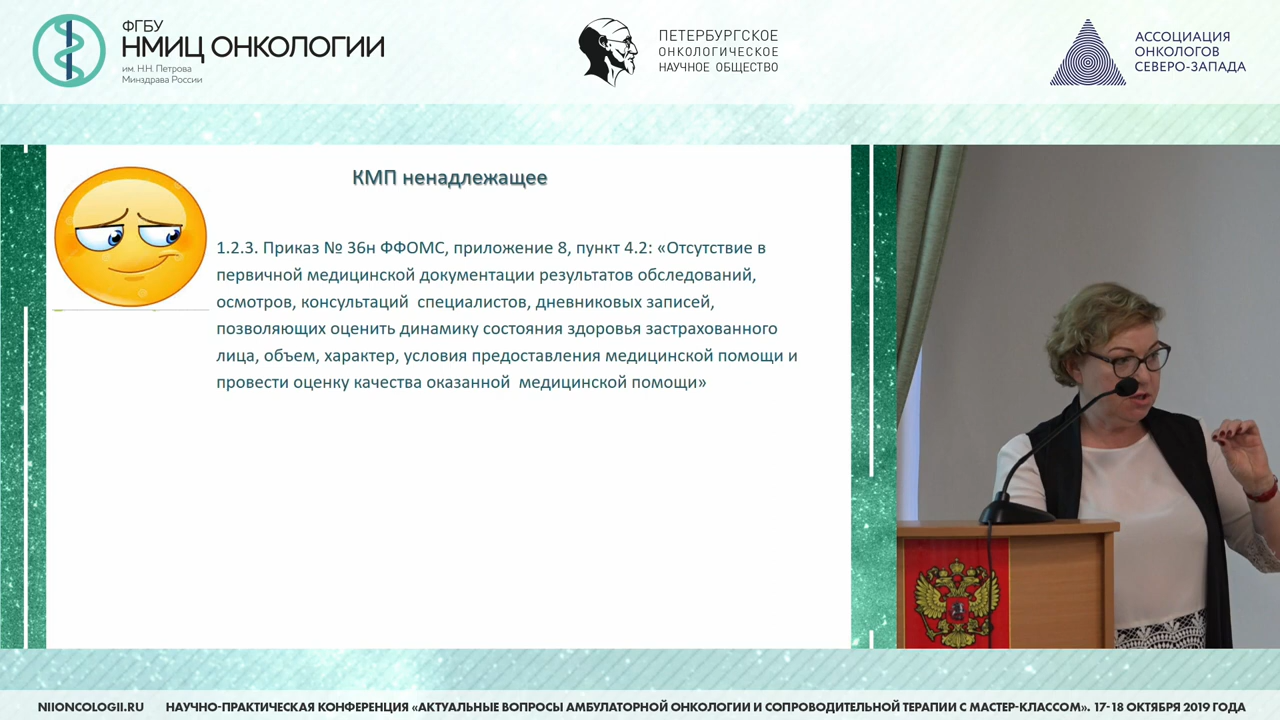 ФГБУ
НМИЦ ОНКОЛОГИИ
им. Н.Н. Петрова
Минздрава России
ПЕТЕРБУРГСКОЕ
ОНКОЛОГИЧЕСКОЕ
НАУЧНОЕ ОБЩЕСТВО
АССОЦИАЦИЯ
ОНКОЛОГОВ
СЕВЕРО-ЗАПАДА
КМП ненадлежащее
1.2.3. Приказ № 36н ФФОМС, приложение 8, пункт 4.2: «Отсутствие в
первичной медицинской документации результатов обследований,
осмотров, консультаций специалистов, дневниковых записей,
позволяющих оценить динамику состояния здоровья застрахованного
лица, объем, характер, условия предоставления медицинской помощи и
провести оценку качества оказанной медицинской помощи»
NIIONCOLOGII.RU НАУЧНО-ПРАКТИЧЕСКАЯ КОНФЕРЕНЦИЯ «АКТУАЛЬНЫЕ ВОПРОСЫ АМБУЛАТОРНОЙ ОНКОЛОГИИ И СОПРОВОДИТЕЛЬНОЙ ТЕРАПИИ С МАСТЕР-КЛАССОМ». 17-18 ОКТЯБРЯ 2019 ГОДА